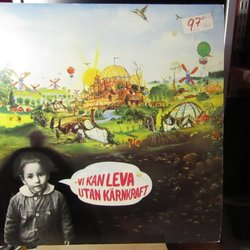 97:-
-VI KAN LEVA
UTAN KÄRNKRAFT